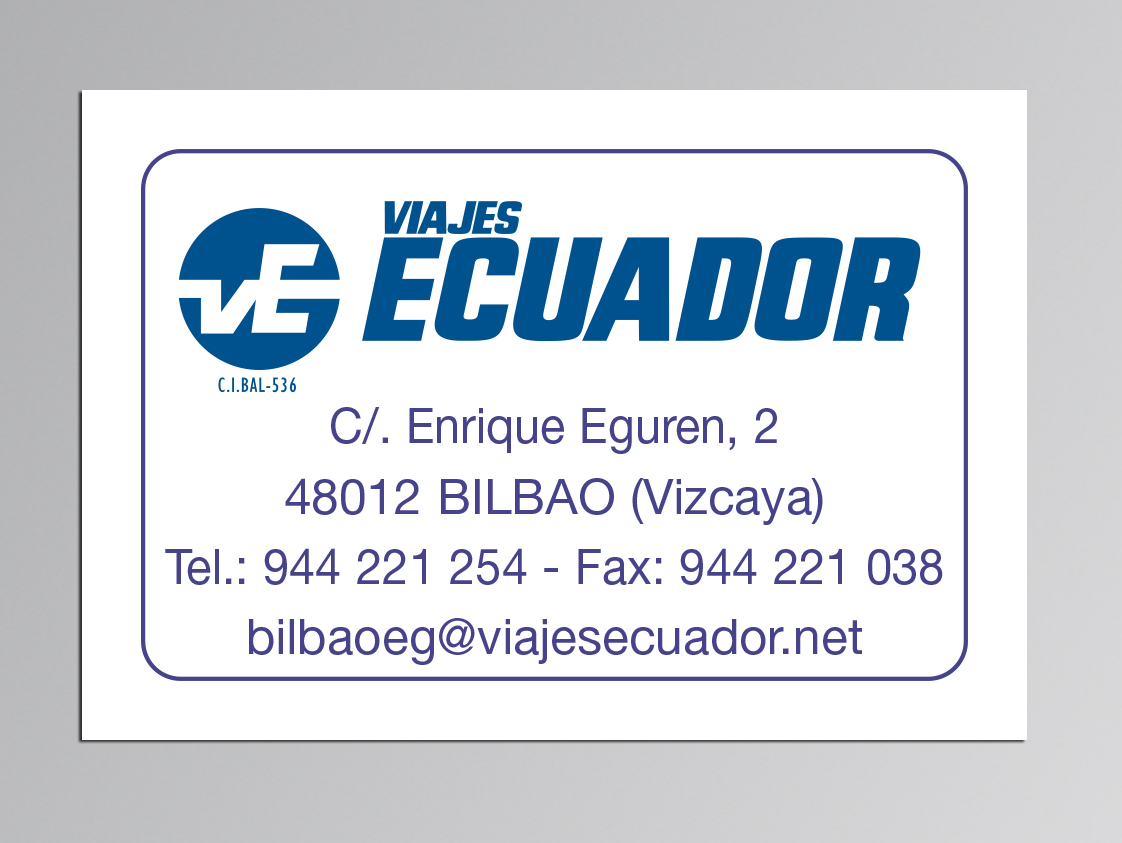 VIAJES
ECUADOR
VE
C.I.BAL-536
C/. Enrique Eguren, 2
48012 BILBAO (Vizcaya)
Tel.: 944 221 254 - Fax: 944 221 038
bilbaoeg@viajesecuador.net